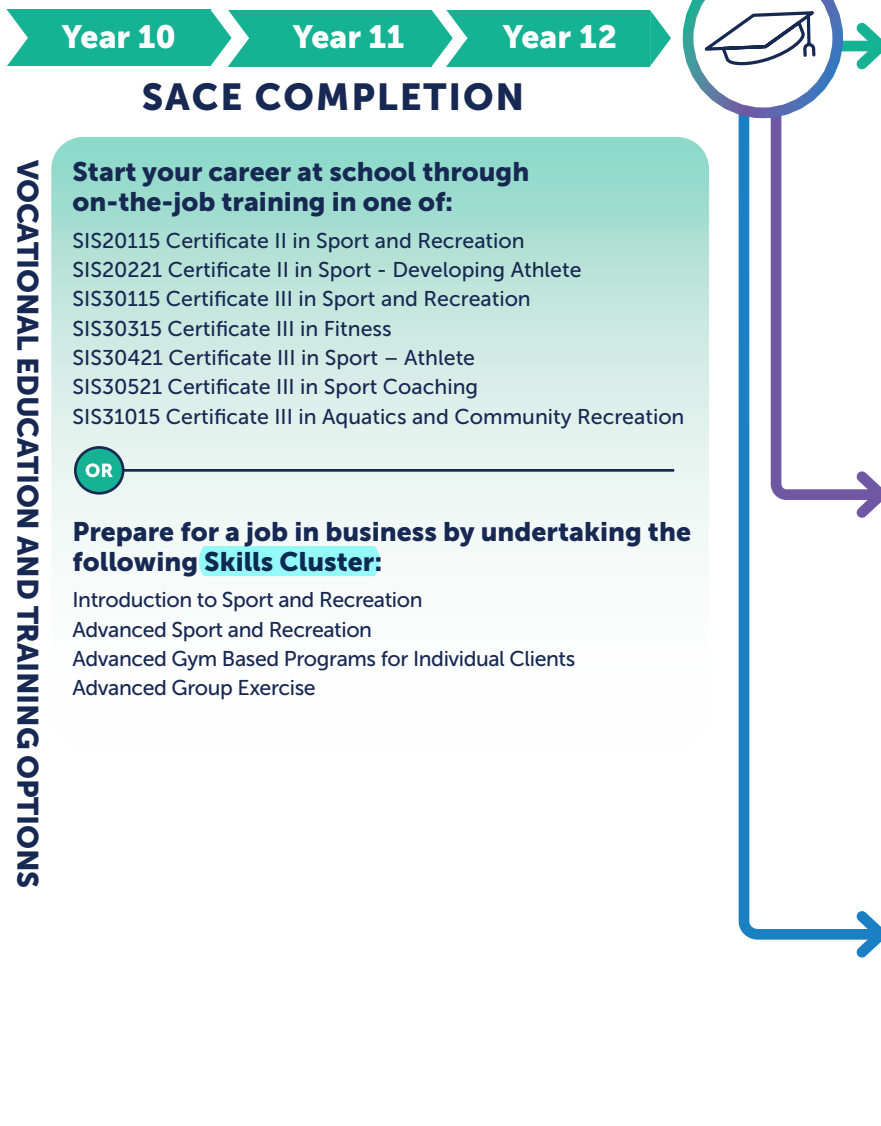 Year 10
Year 11
Year 12
SACE COMPLETION
VOCATIONAL EDUCATION AND TRAINING OPTIONS
Start your career at school through
on-the-job training in one of:
SIS20115 Certificate II in Sport and Recreation
SIS20221 Certificate II in Sport - Developing Athlete
SIS30115 Certificate III in Sport and Recreation
SIS30315 Certificate III in Fitness
SIS30421 Certificate III in Sport – Athlete
SIS30521 Certificate III in Sport Coaching
SIS31015 Certificate III in Aquatics and Community Recreation
OR
Prepare for a job in business by undertaking the
following Skills Cluster:
Introduction to Sport and Recreation
Advanced Sport and Recreation
Advanced Gym Based Programs for Individual Clients
Advanced Group Exercise